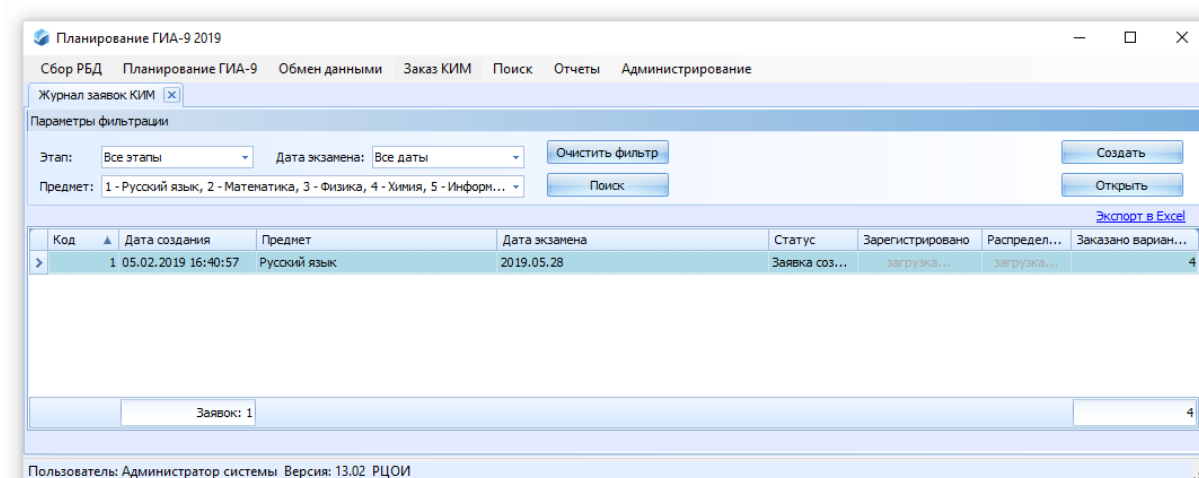 Планирование ГИА-9 2019
Сбор РБД Планирование ГИА-9 Обмен данными Заказ КИМ Поиск Отчеты Администрирование
Журнал заявок КИМ
Параметры фильтрации
Этап: Все этапы Дата экзамена: Все даты Очистить фильтр Создать
Предмет: 1 - Русский язык, 2 - Математика, 3 - Физика, 4 - Химия, 5 - Информ... Поиск Открыть
Экспорт в Excel
Код Дата создания Предмет Дата экзамена Статус Зарегистрировано Распредел... Заказано вариан...
1 05.02.2019 16:40:57 Русский язык 2019.05.28 Заявка соз... загрузка... загрузка... 4
Заявок: 1 4
Пользователь: Администратор системы Версия: 13.02 РЦОИ